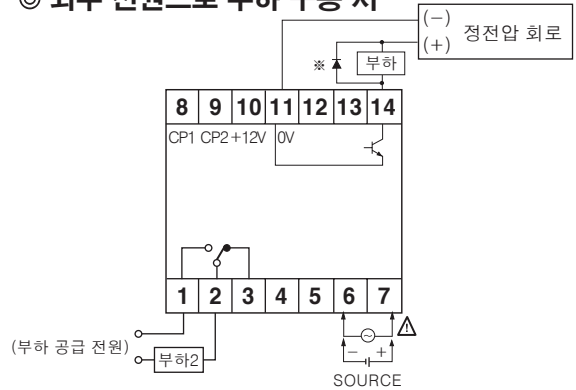 ◎ 외부 전원으로 부하 구동 시
(−)
(+)
정전압 회로
※
부하
8 9 10 11 12 13 14
CP1 CP2 +12V 0V
1 2 3 4 5 6 7
(부하 공급 전원)
부하2
− +
SOURCE